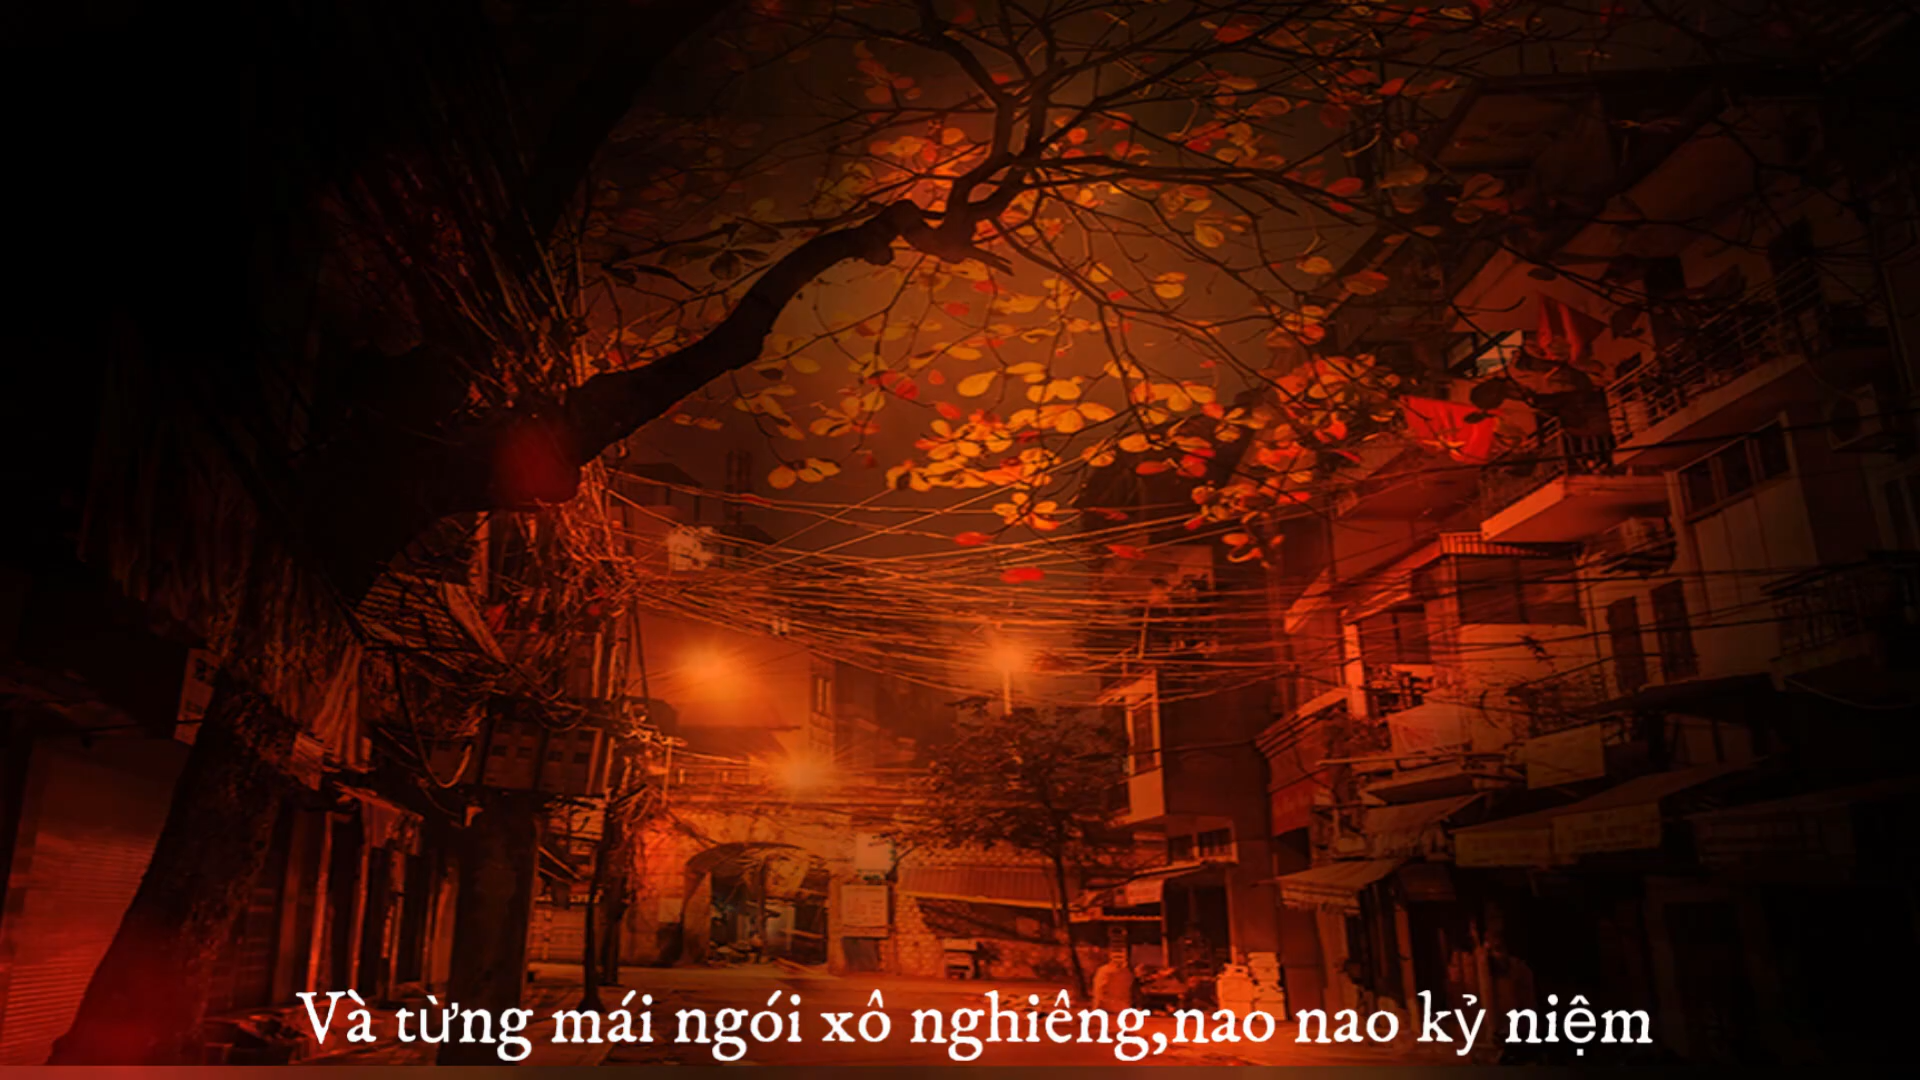 Và từng mái ngói xô nghiêng,nao nao kỷ niệm